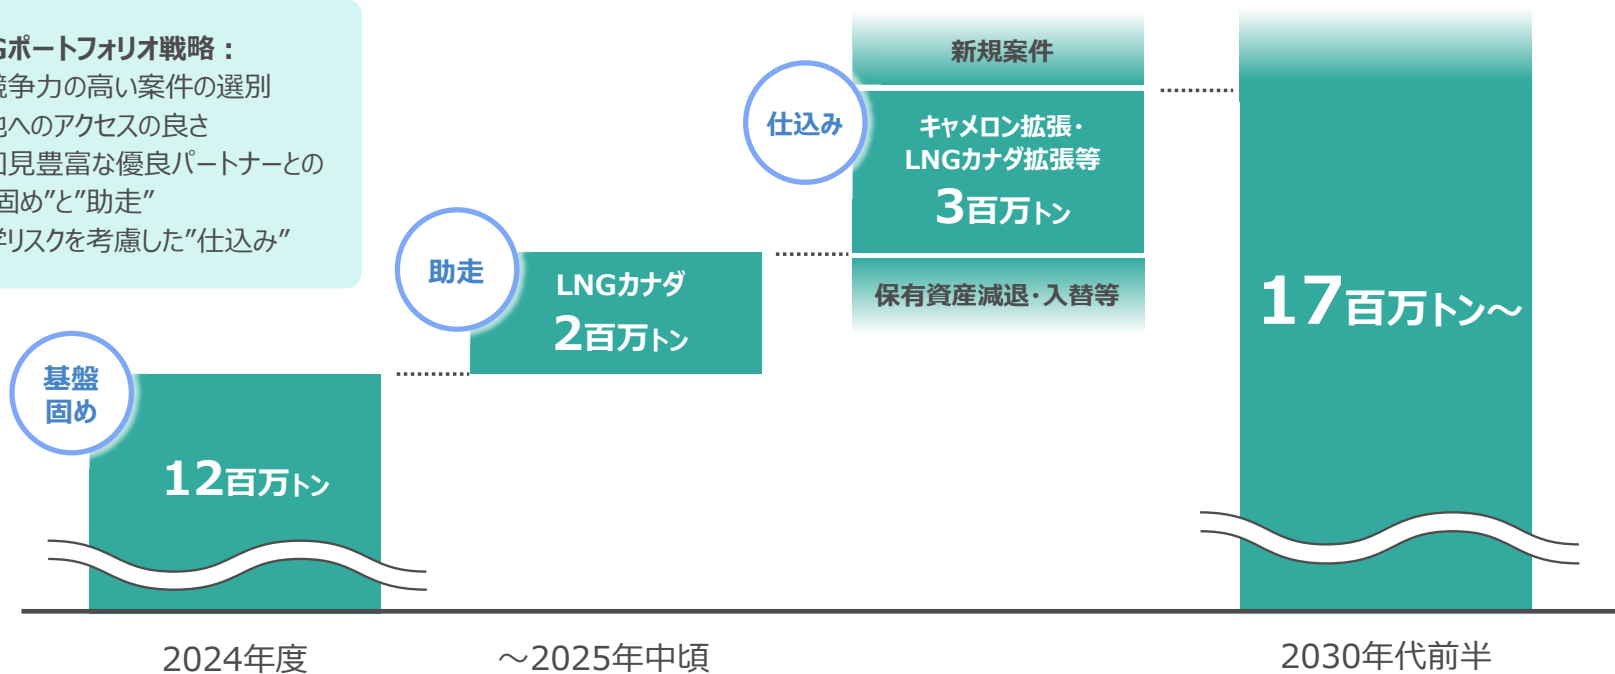 ポートフォリオ戦略：
争力の高い案件の選別
へのアクセスの良さ
見豊富な優良パートナーとの
固め”と”助走”
リスクを考慮した”仕込み”
新規案件
仕込み
キャメロン拡張・
LNGカナダ拡張等
3百万トン
保有資産減退・入替等
助走
LNGカナダ
2百万トン
基盤
固め
12百万トン
17百万トン～
2024年度
～2025年中頃
2030年代前半